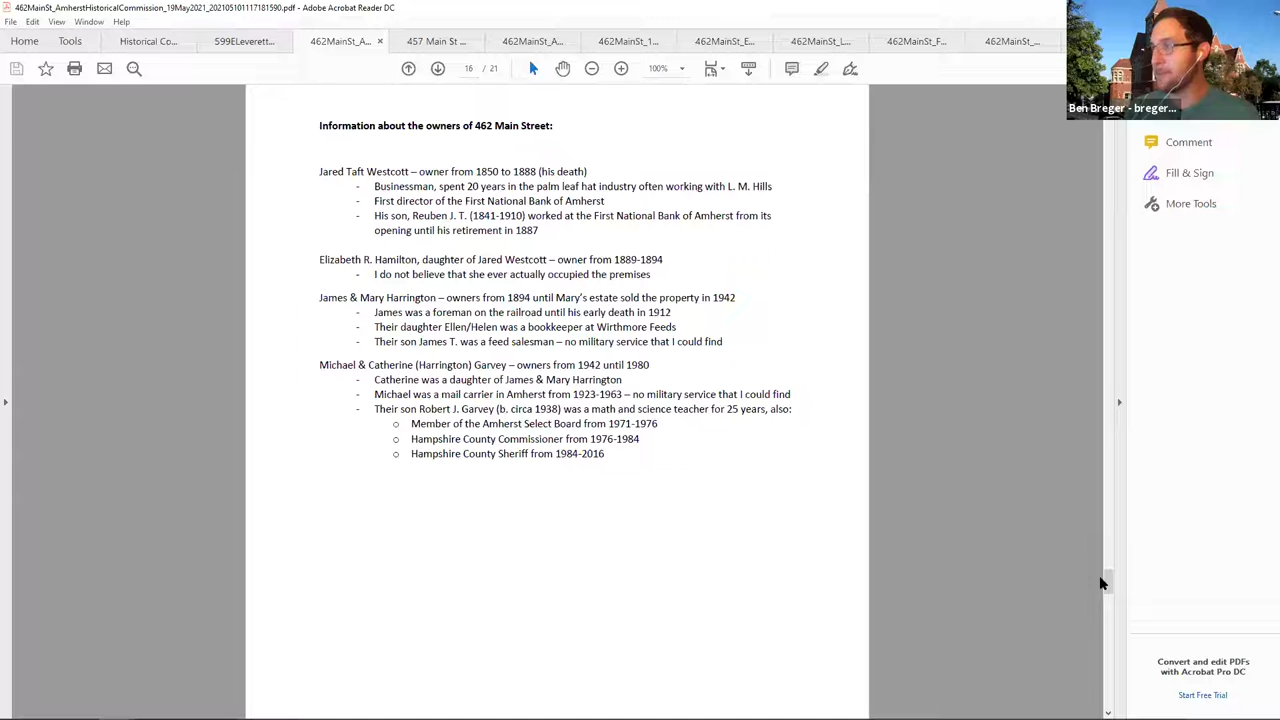 462MainSt_AmherstHistoricalCommission_19May2021_202105101117181590.pdf - Adobe Acrobat Reader DC
File Edit View Window Help
Home Tools Historical Co... 599ELeverett... 462MainSt_A... × 457 Main St ... 462MainSt_A... 462MainSt_1... 462MainSt_E... 462MainSt_L... 462MainSt_F... 462MainSt_...
16 / 21 100%
Ben Breger - breger...
Comment
Fill & Sign
More Tools
Information about the owners of 462 Main Street:
Jared Taft Westcott – owner from 1850 to 1888 (his death)
- Businessman, spent 20 years in the palm leaf hat industry often working with L. M. Hills
- First director of the First National Bank of Amherst
- His son, Reuben J. T. (1841-1910) worked at the First National Bank of Amherst from its
opening until his retirement in 1887
Elizabeth R. Hamilton, daughter of Jared Westcott – owner from 1889-1894
- I do not believe that she ever actually occupied the premises
James & Mary Harrington – owners from 1894 until Mary's estate sold the property in 1942
- James was a foreman on the railroad until his early death in 1912
- Their daughter Ellen/Helen was a bookkeeper at Wirthmore Feeds
- Their son James T. was a feed salesman – no military service that I could find
Michael & Catherine (Harrington) Garvey – owners from 1942 until 1980
- Catherine was a daughter of James & Mary Harrington
- Michael was a mail carrier in Amherst from 1923-1963 – no military service that I could find
- Their son Robert J. Garvey (b. circa 1938) was a math and science teacher for 25 years, also:
o Member of the Amherst Select Board from 1971-1976
o Hampshire County Commissioner from 1976-1984
o Hampshire County Sheriff from 1984-2016
Convert and edit PDFs
with Acrobat Pro DC
Start Free Trial